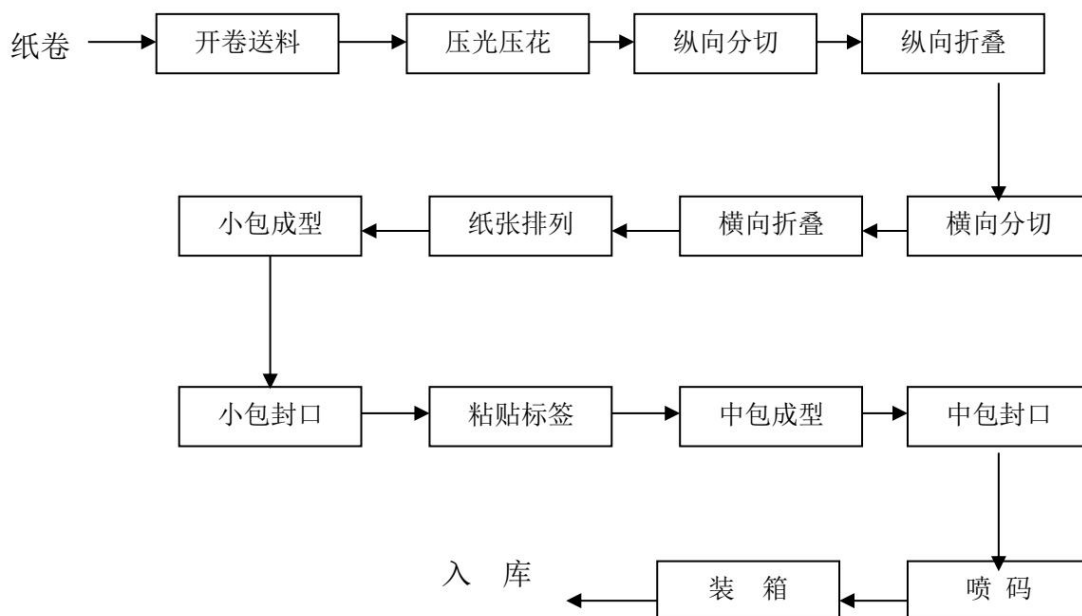 纸卷 开卷送料 压光压花 纵向分切 纵向折叠
小包成型 纸张排列 横向折叠 横向分切
小包封口 粘贴标签 中包成型 中包封口
入 库 装 箱 喷 码